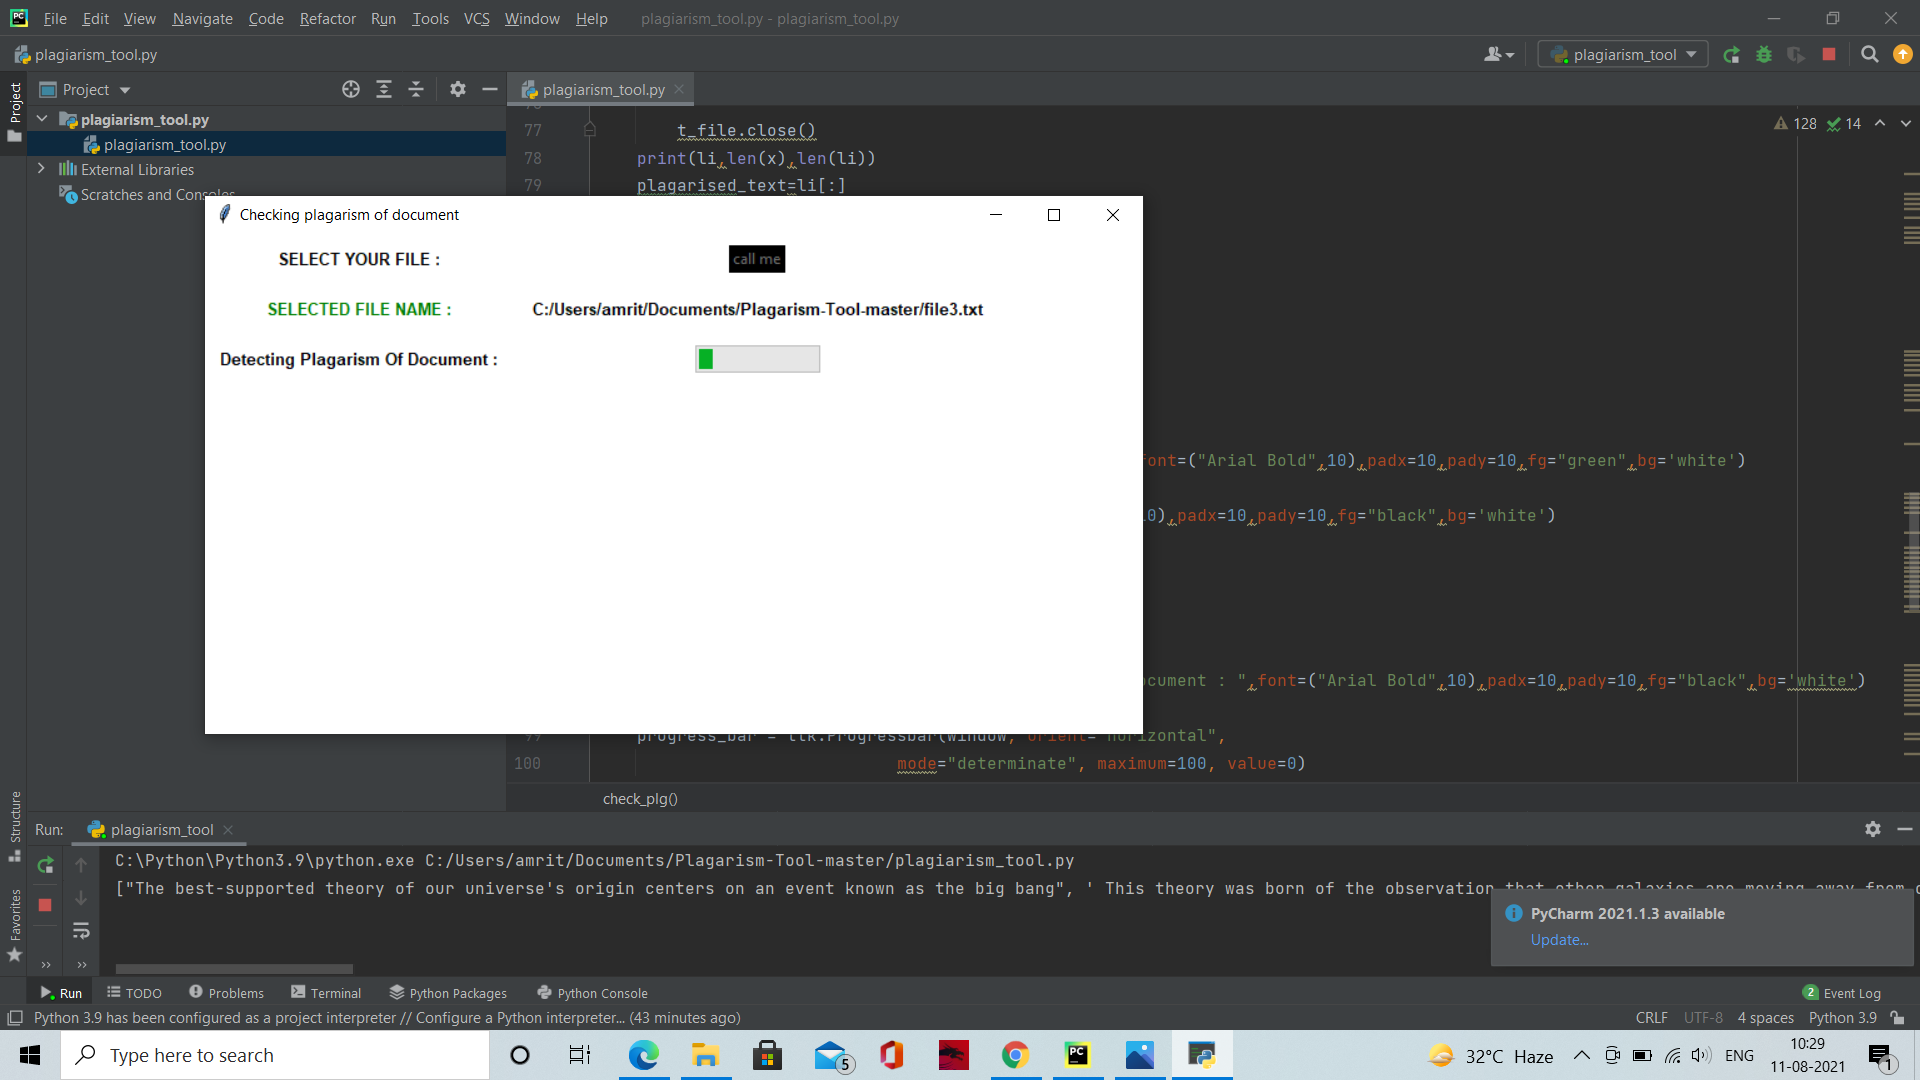 File Edit View Navigate Code Refactor Run Tools VCS Window Help plagiarism_tool.py - plagiarism_tool.py
plagiarism_tool.py
plagiarism_tool
Project
Project
plagiarism_tool.py
plagiarism_tool.py
plagiarism_tool.py
External Libraries
Scratches and Consoles
128 14
77 t_file.close()
78 print(li,len(x),len(li))
79 plagarised_text=li[:]
Checking plagarism of document
SELECT YOUR FILE :
call me
SELECTED FILE NAME :
C:/Users/amrit/Documents/Plagarism-Tool-master/file3.txt
Detecting Plagarism Of Document :
font=("Arial Bold",10),padx=10,pady=10,fg="green",bg='white')
10),padx=10,pady=10,fg="black",bg='white')
ocument : ",font=("Arial Bold",10),padx=10,pady=10,fg="black",bg='white')
99 progress_bar = ttk.Progressbar(window, orient="horizontal",
100 mode="determinate", maximum=100, value=0)
check_plg()
Structure
Favorites
Run: plagiarism_tool
C:\Python\Python3.9\python.exe C:/Users/amrit/Documents/Plagarism-Tool-master/plagiarism_tool.py
["The best-supported theory of our universe's origin centers on an event known as the big bang", ' This theory was born of the observation that other galaxies are moving away from
PyCharm 2021.1.3 available
Update...
Run TODO Problems Terminal Python Packages Python Console
2 Event Log
Python 3.9 has been configured as a project interpreter // Configure a Python interpreter... (43 minutes ago)
CRLF UTF-8 4 spaces Python 3.9
Type here to search
5
32°C Haze
ENG
10:29
11-08-2021
1